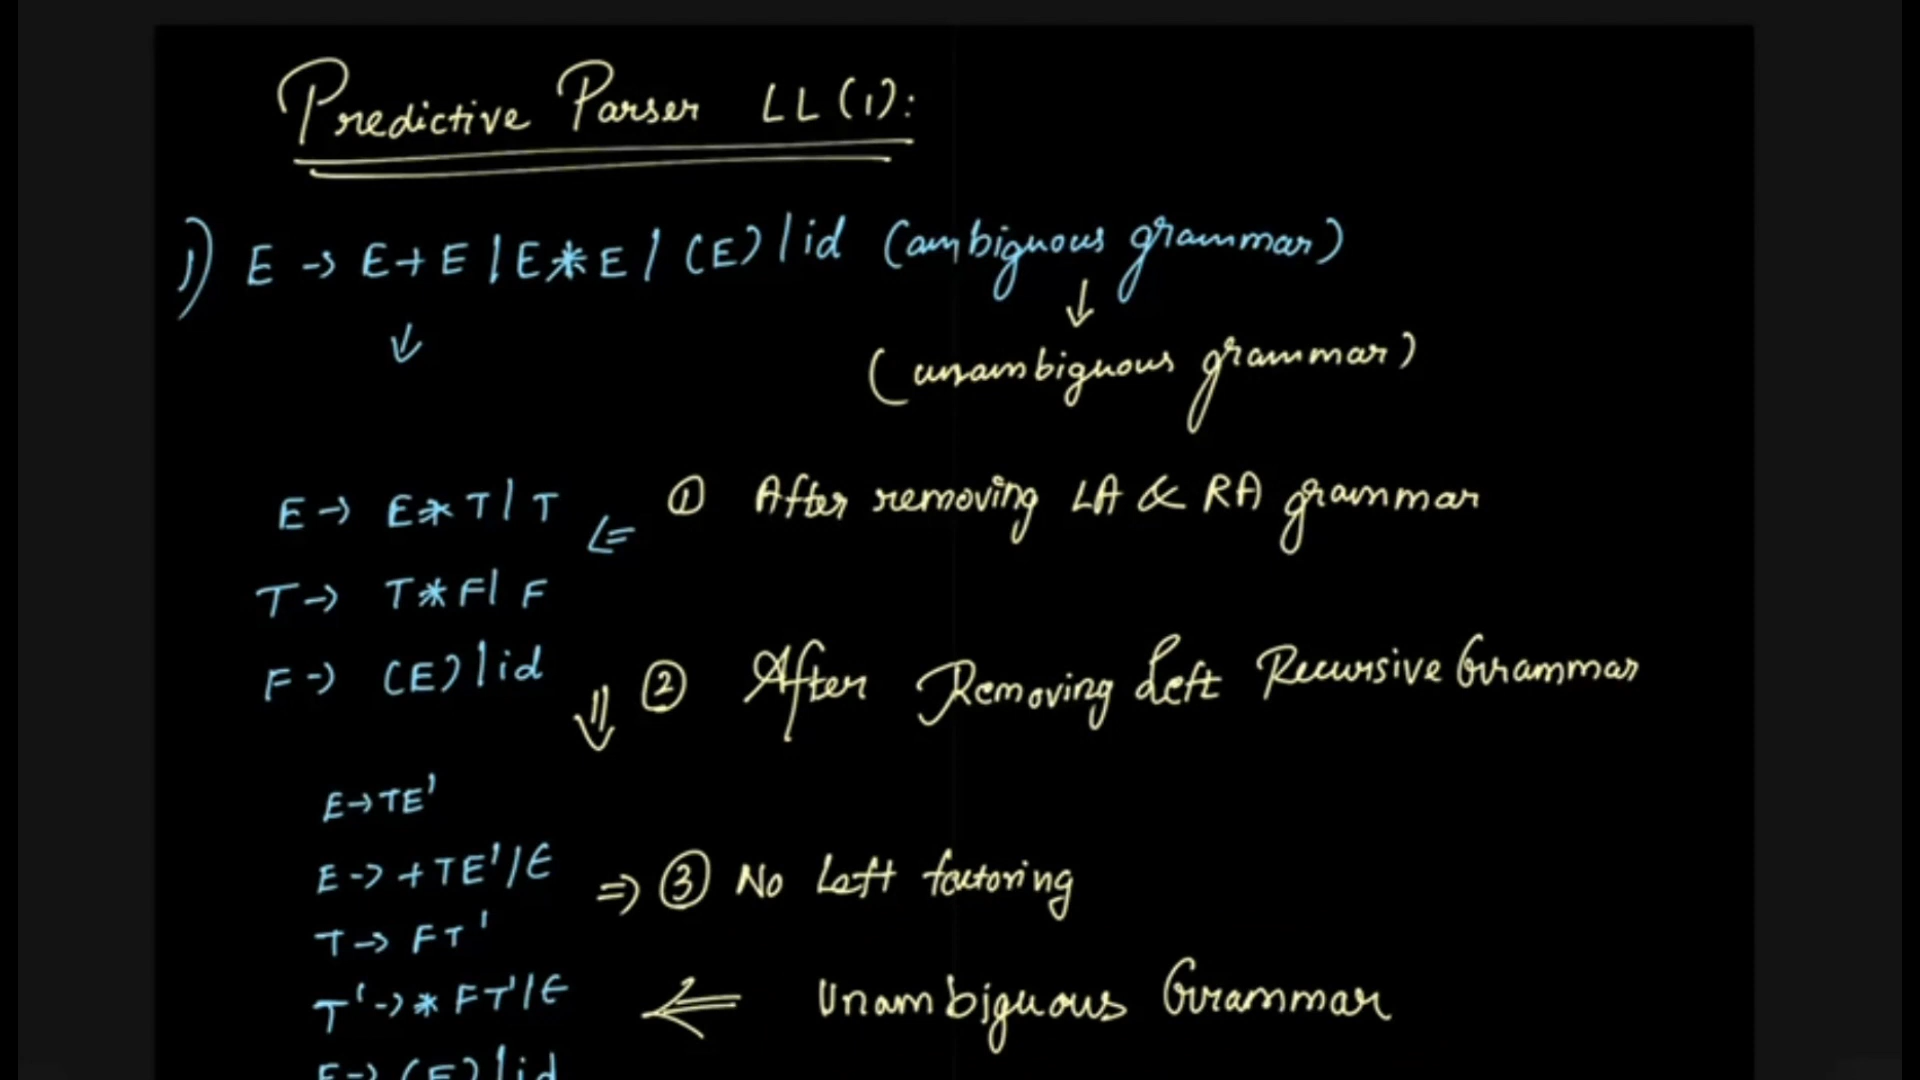 Predictive Parser LL(1):
1) E -> E+E | E*E | (E) | id (ambiguous grammar)
↓ ↓
(unambiguous grammar)
E -> E*T | T <= ① After removing LA & RA grammar
T -> T*F | F
F -> (E) | id ⇓ ② After Removing Left Recursive Grammar
E -> TE'
E -> +TE' / ε => ③ No Left factoring
T -> FT'
T' -> *FT' / ε <= Unambiguous Grammar
F -> (E) | id